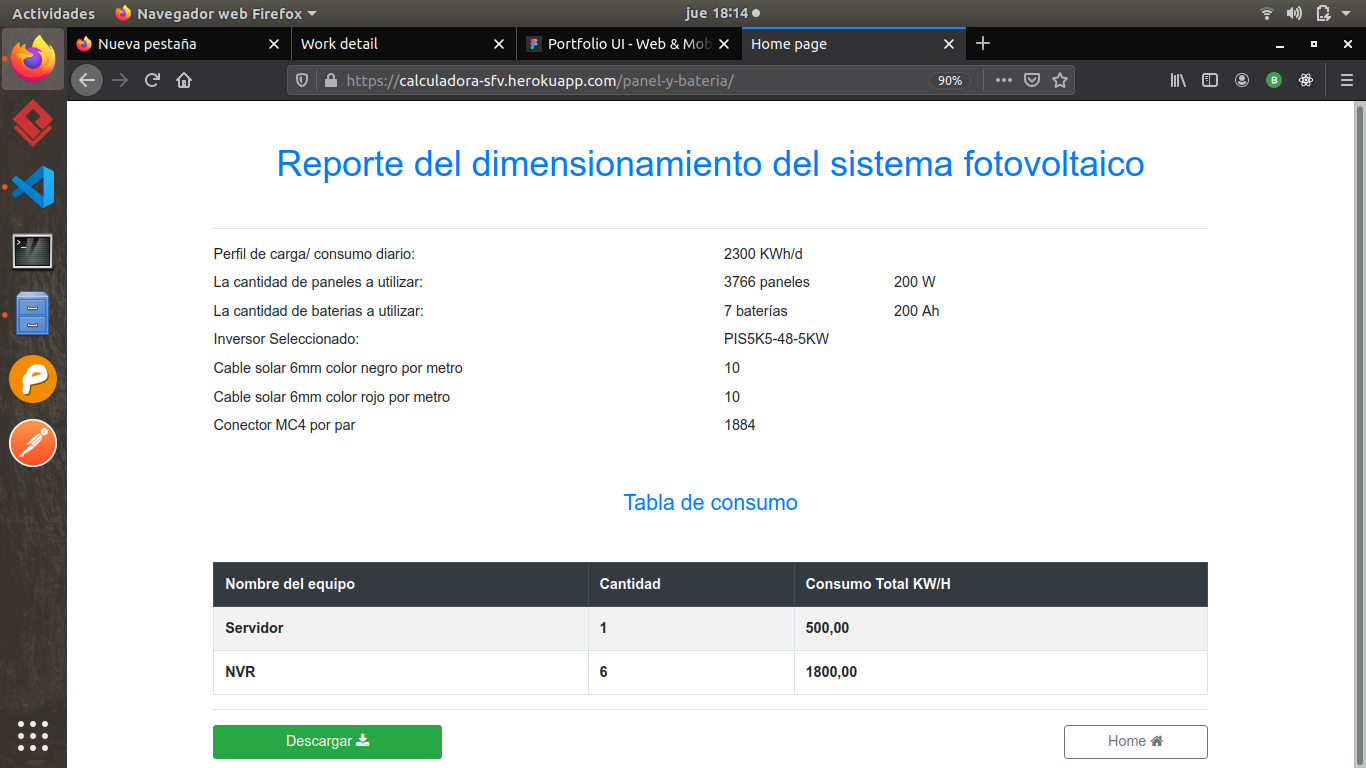 Actividades Navegador web Firefox jue 18:14
Nueva pestaña Work detail Portfolio UI - Web & Mob Home page
https://calculadora-sfv.herokuapp.com/panel-y-bateria/ 90%
Reporte del dimensionamiento del sistema fotovoltaico
Perfil de carga/ consumo diario: 2300 KWh/d
La cantidad de paneles a utilizar: 3766 paneles 200 W
La cantidad de baterias a utilizar: 7 baterías 200 Ah
Inversor Seleccionado: PIS5K5-48-5KW
Cable solar 6mm color negro por metro 10
Cable solar 6mm color rojo por metro 10
Conector MC4 por par 1884
Tabla de consumo
Nombre del equipo Cantidad Consumo Total KW/H
Servidor 1 500,00
NVR 6 1800,00
Descargar Home